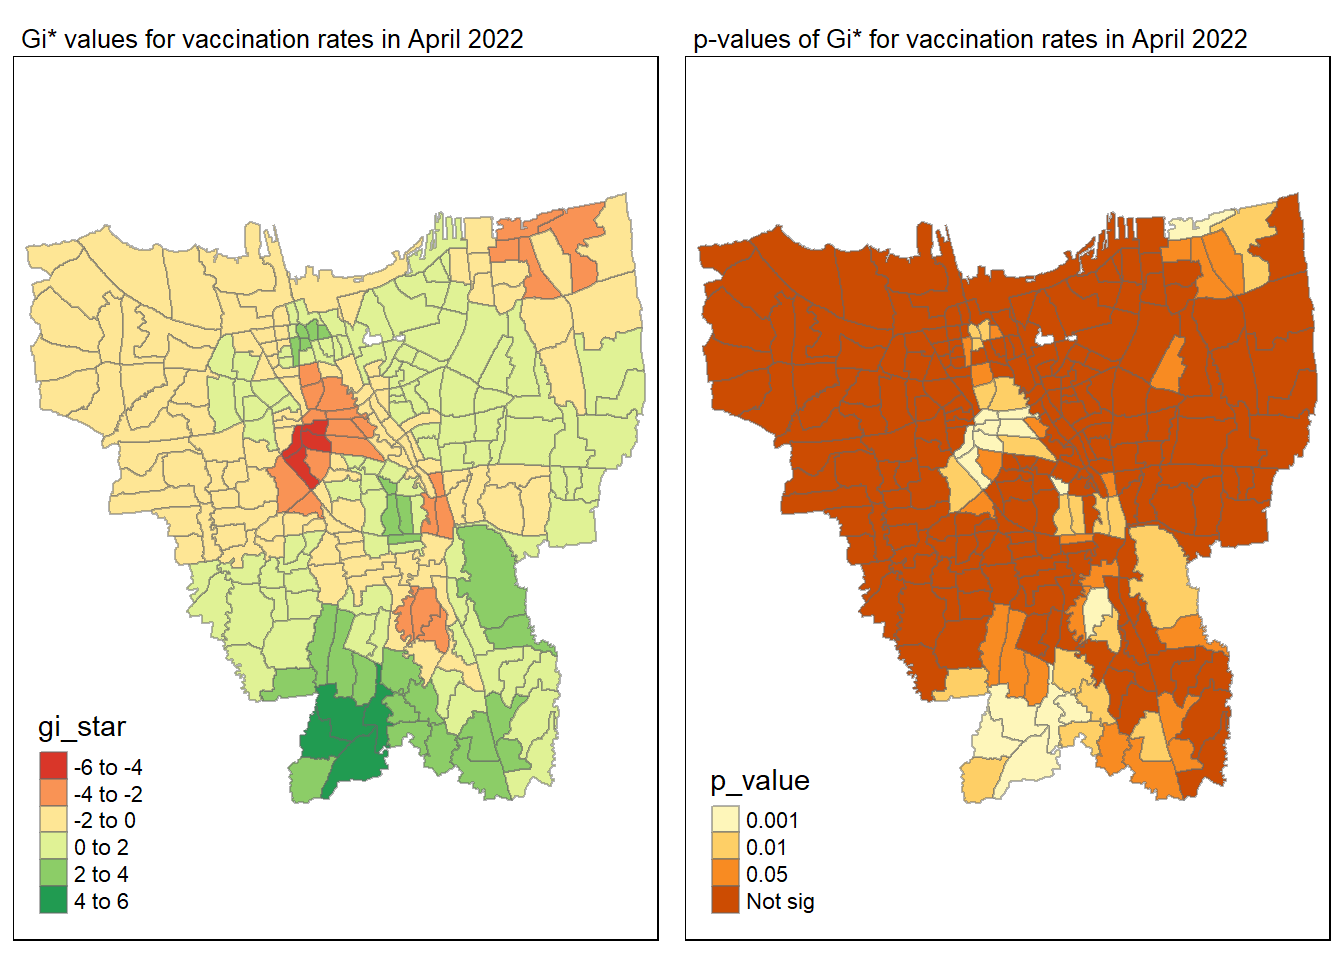 Gi* values for vaccination rates in April 2022
gi_star
-6 to -4
-4 to -2
-2 to 0
0 to 2
2 to 4
4 to 6
p-values of Gi* for vaccination rates in April 2022
p_value
0.001
0.01
0.05
Not sig